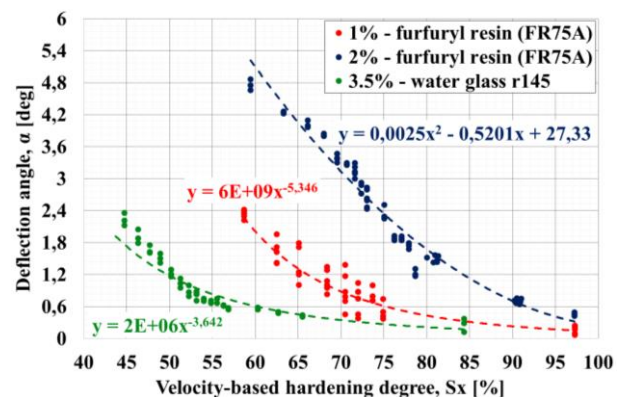 6
5,4
4,8
4,2
3,6
3
2,4
1,8
1,2
0,6
0
Deflection angle, α [deg]
1% - furfuryl resin (FR75A)
2% - furfuryl resin (FR75A)
3.5% - water glass r145
y = 0,0025x² - 0,5201x + 27,33
y = 6E+09x⁻⁵,³⁴⁶
y = 2E+06x⁻³,⁶⁴²
40 45 50 55 60 65 70 75 80 85 90 95 100
Velocity-based hardening degree, Sx [%]